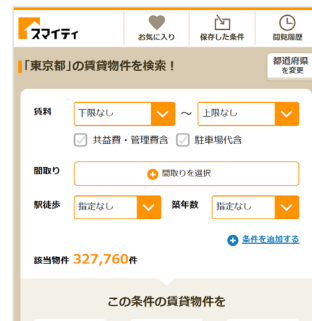 スマイティ
お気に入り 保存した条件 閲覧履歴
「東京都」の賃貸物件を検索！
都道府県
を変更
賃料 下限なし ～ 上限なし
共益費・管理費含 駐車場代含
間取り 間取りを選択
駅徒歩 指定なし 築年数 指定なし
条件を追加する
該当物件 327,760件
この条件の賃貸物件を